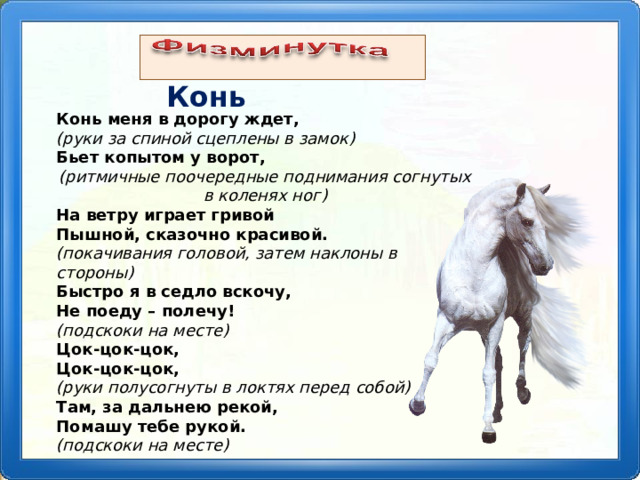 Физминутка
Конь
Конь меня в дорогу ждет,
(руки за спиной сцеплены в замок)
Бьет копытом у ворот,
(ритмичные поочередные поднимания согнутых
в коленях ног)
На ветру играет гривой
Пышной, сказочно красивой.
(покачивания головой, затем наклоны в
стороны)
Быстро я в седло вскочу,
Не поеду – полечу!
(подскоки на месте)
Цок-цок-цок,
Цок-цок-цок,
(руки полусогнуты в локтях перед собой)
Там, за дальнею рекой,
Помашу тебе рукой.
(подскоки на месте)